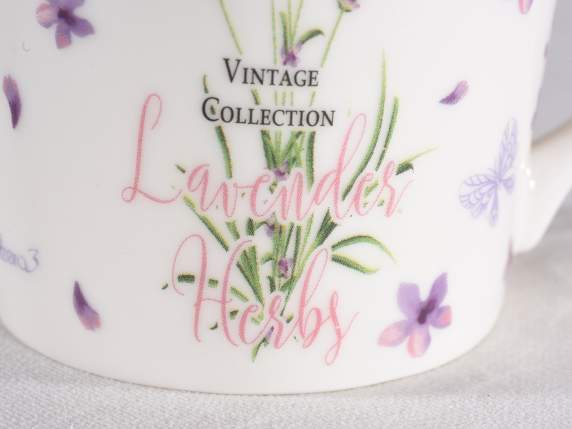 Vintage
Collection
Lavender
Herbs